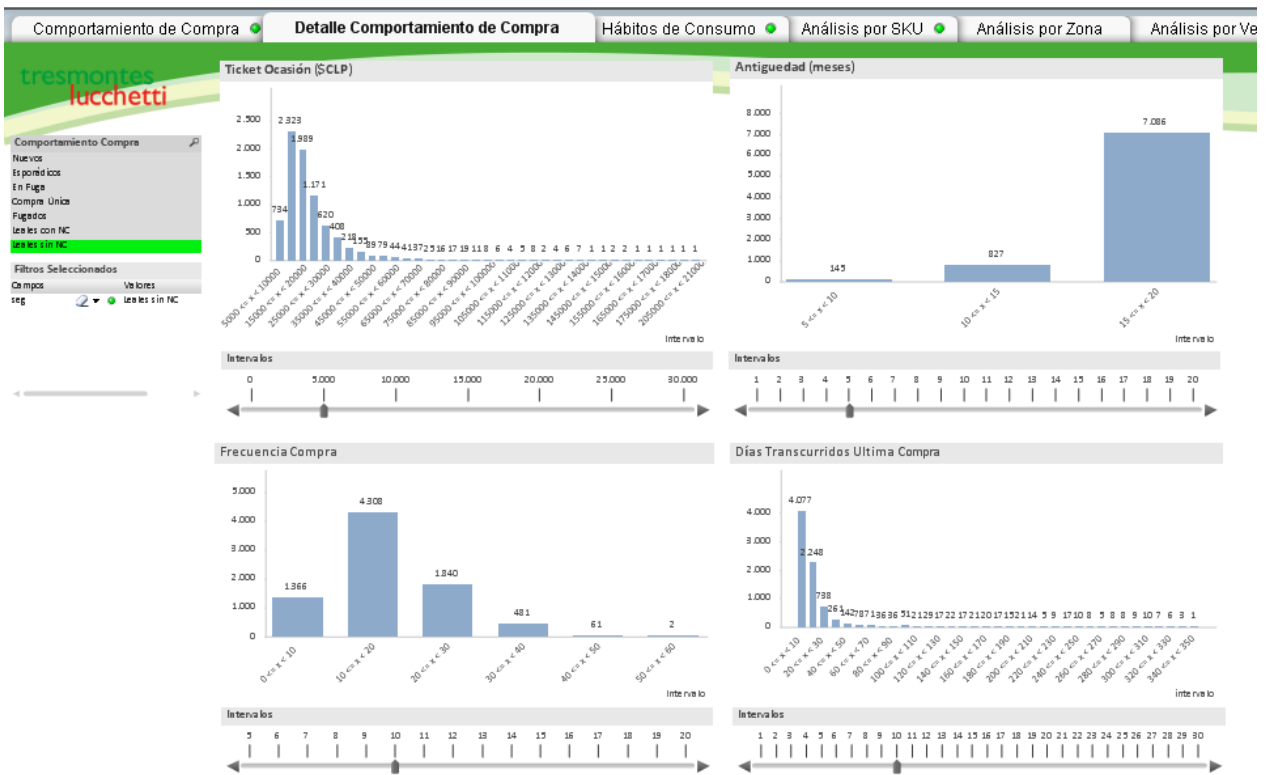 Comportamiento de Compra
Detalle Comportamiento de Compra
Hábitos de Consumo
Análisis por SKU
Análisis por Zona
Análisis por Ve
tresmontes
lucchetti
Comportamiento Compra
Nuevos
Esporádicos
En Fuga
Compra Única
Fugados
Leales con NC
Leales sin NC
Filtros Seleccionados
Campos Valores
seg Leales sin NC
Ticket Ocasión ($CLP)
2.500
2.000
1.500
1.000
500
0
734
2.323
1.989
1.171
620
408
218
155
5000 <= x < 10000
15000 <= x < 20000
25000 <= x < 30000
35000 <= x < 40000
45000 <= x < 50000
55000 <= x < 60000
65000 <= x < 70000
75000 <= x < 80000
85000 <= x < 90000
95000 <= x < 100000
Intervalo
Intervalos
0 5.000 10.000 15.000 20.000 25.000 30.000
Antiguedad (meses)
8.000
7.000
6.000
5.000
4.000
3.000
2.000
1.000
0
145
827
7.086
5 <= x < 10
10 <= x < 15
15 <= x < 20
Intervalo
Intervalos
1 2 3 4 5 6 7 8 9 10 11 12 13 14 15 16 17 18 19 20
Frecuencia Compra
5.000
4.000
3.000
2.000
1.000
0
1.366
4.308
1.840
481
61
2
0 <= x < 10
10 <= x < 20
20 <= x < 30
30 <= x < 40
40 <= x < 50
50 <= x < 60
Intervalo
Intervalos
5 6 7 8 9 10 11 12 13 14 15 16 17 18 19 20
Días Transcurridos Ultima Compra
4.000
3.000
2.000
1.000
0
4.077
2.248
738
261
142
0 <= x < 10
20 <= x < 30
40 <= x < 50
60 <= x < 70
80 <= x < 90
100 <= x < 110
120 <= x < 130
140 <= x < 150
160 <= x < 170
180 <= x < 190
200 <= x < 210
220 <= x < 230
240 <= x < 250
260 <= x < 270
280 <= x < 290
300 <= x < 310
320 <= x < 330
340 <= x < 350
intervalo
Intervalos
1 2 3 4 5 6 7 8 9 10 11 12 13 14 15 16 17 18 19 20 21 22 23 24 25 26 27 28 29 30